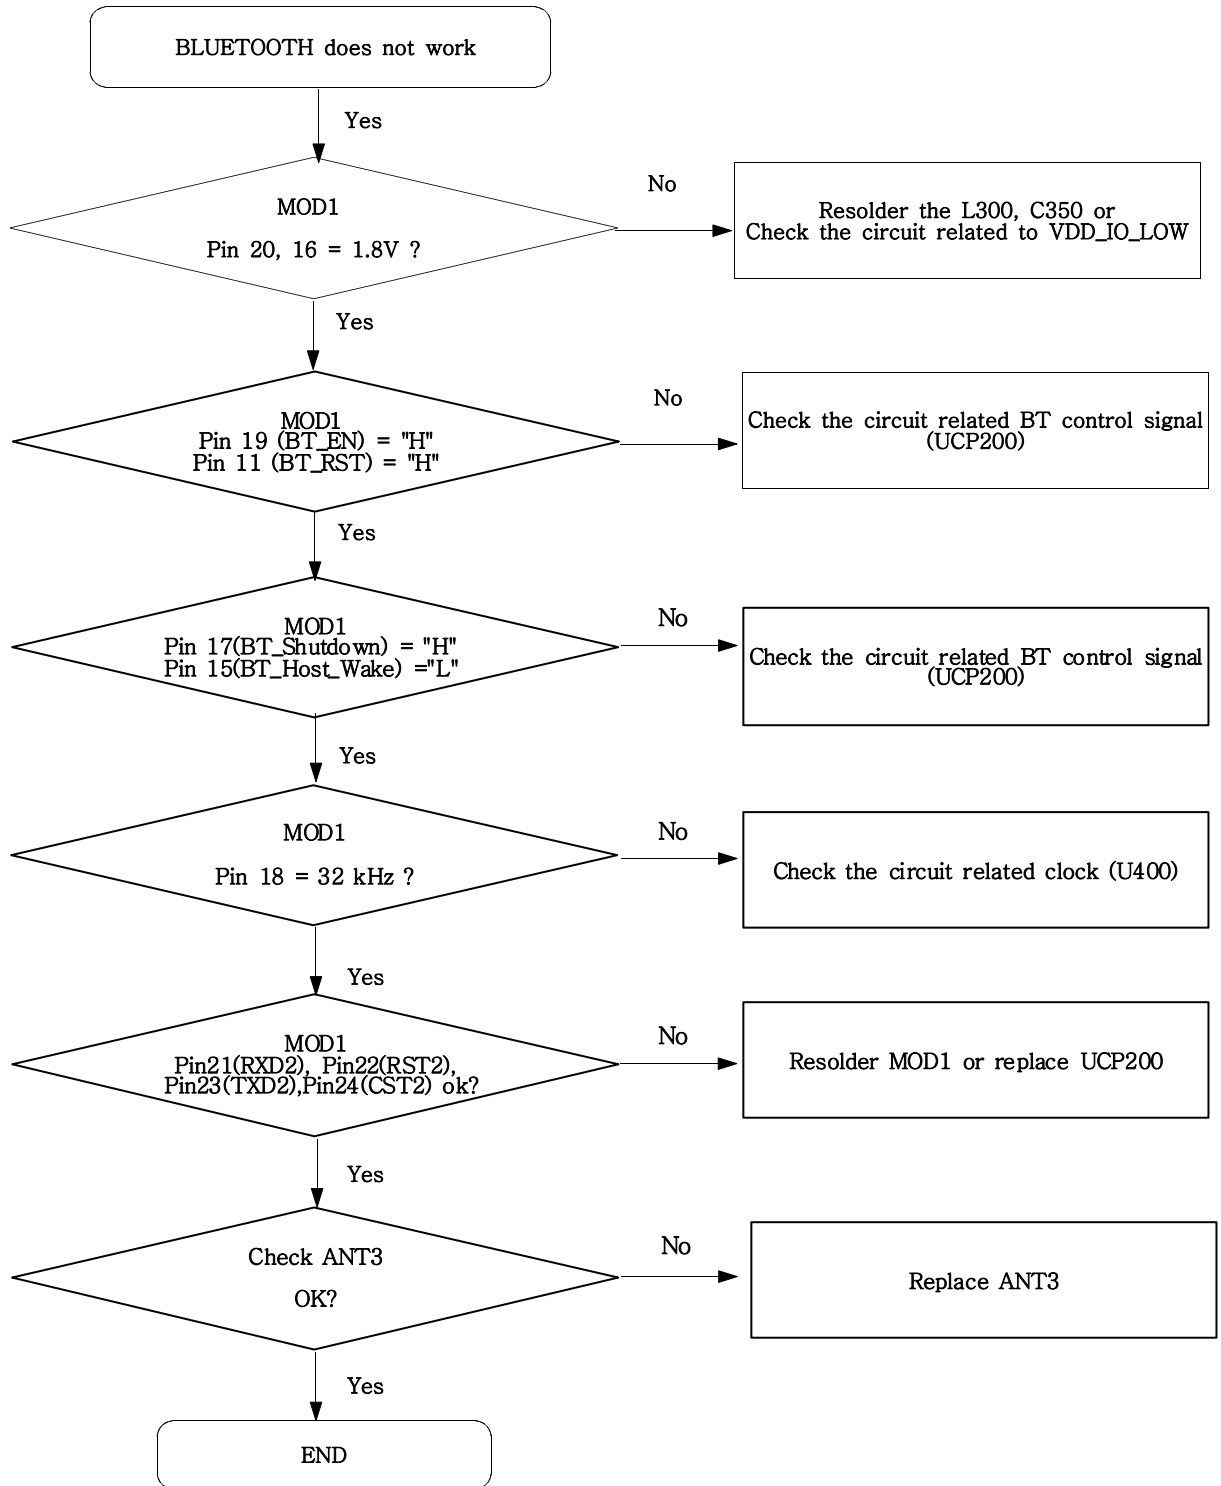 BLUETOOTH does not work
Yes
MOD1
Pin 20, 16 = 1.8V ?
No
Resolder the L300, C350 or
Check the circuit related to VDD_IO_LOW
Yes
MOD1
Pin 19 (BT_EN) = "H"
Pin 11 (BT_RST) = "H"
No
Check the circuit related BT control signal
(UCP200)
Yes
MOD1
Pin 17(BT_Shutdown) = "H"
Pin 15(BT_Host_Wake) ="L"
No
Check the circuit related BT control signal
(UCP200)
Yes
MOD1
Pin 18 = 32 kHz ?
No
Check the circuit related clock (U400)
Yes
MOD1
Pin21(RXD2), Pin22(RST2),
Pin23(TXD2),Pin24(CST2) ok?
No
Resolder MOD1 or replace UCP200
Yes
Check ANT3
OK?
No
Replace ANT3
Yes
END